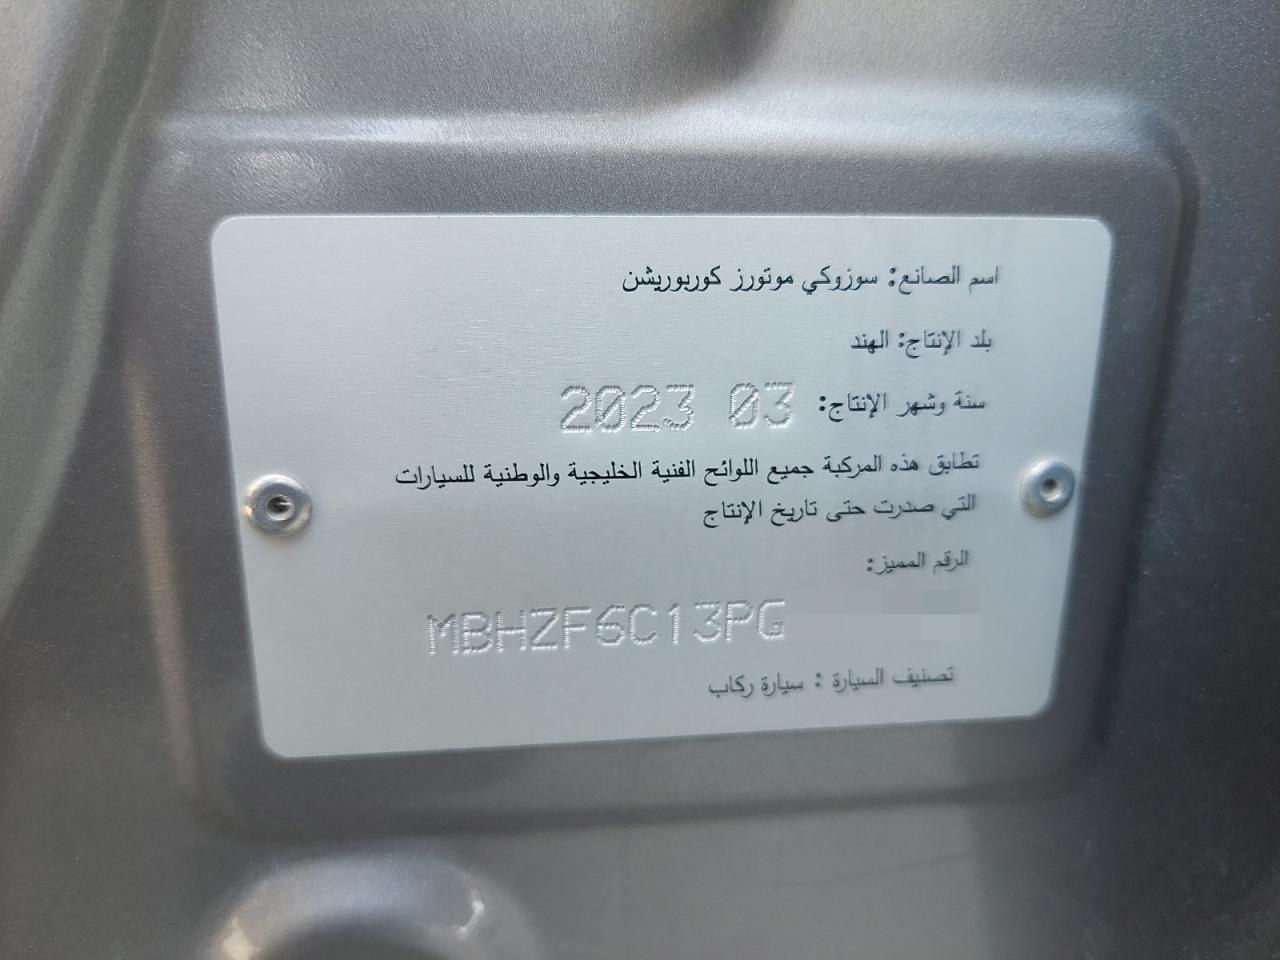 اسم الصانع: سوزوكي موتورز كوربوريشن
بلد الإنتاج: الهند
سنة وشهر الإنتاج: 2023 03
تطابق هذه المركبة جميع اللوائح الفنية الخليجية والوطنية للسيارات
التي صدرت حتى تاريخ الإنتاج
الرقم المميز:
MBHZF6C13PG
تصنيف السيارة : سيارة ركاب